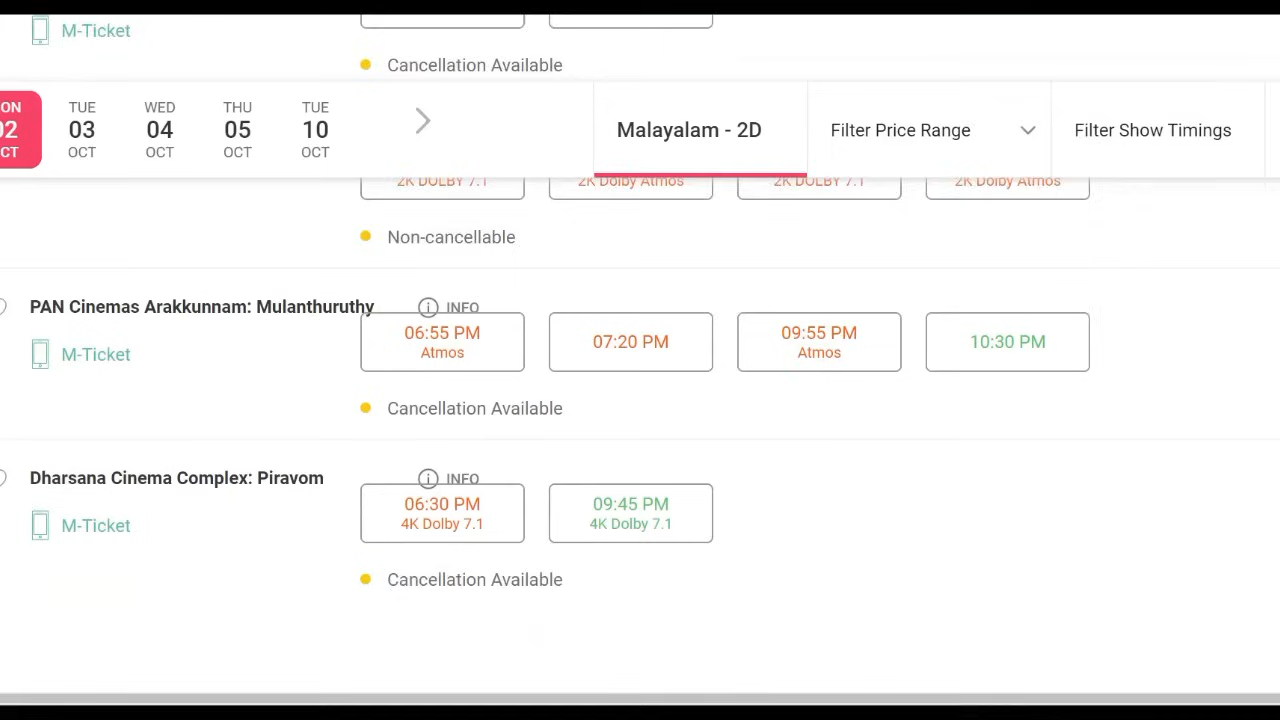 M-Ticket
Cancellation Available
ON TUE WED THU TUE
02 03 04 05 10
CT OCT OCT OCT OCT
Malayalam - 2D
Filter Price Range
Filter Show Timings
2K DOLBY 7.1 2K Dolby Atmos 2K DOLBY 7.1 2K Dolby Atmos
Non-cancellable
PAN Cinemas Arakkunnam: Mulanthuruthy INFO
M-Ticket
06:55 PM 07:20 PM 09:55 PM 10:30 PM
Atmos Atmos
Cancellation Available
Dharsana Cinema Complex: Piravom INFO
M-Ticket
06:30 PM 09:45 PM
4K Dolby 7.1 4K Dolby 7.1
Cancellation Available